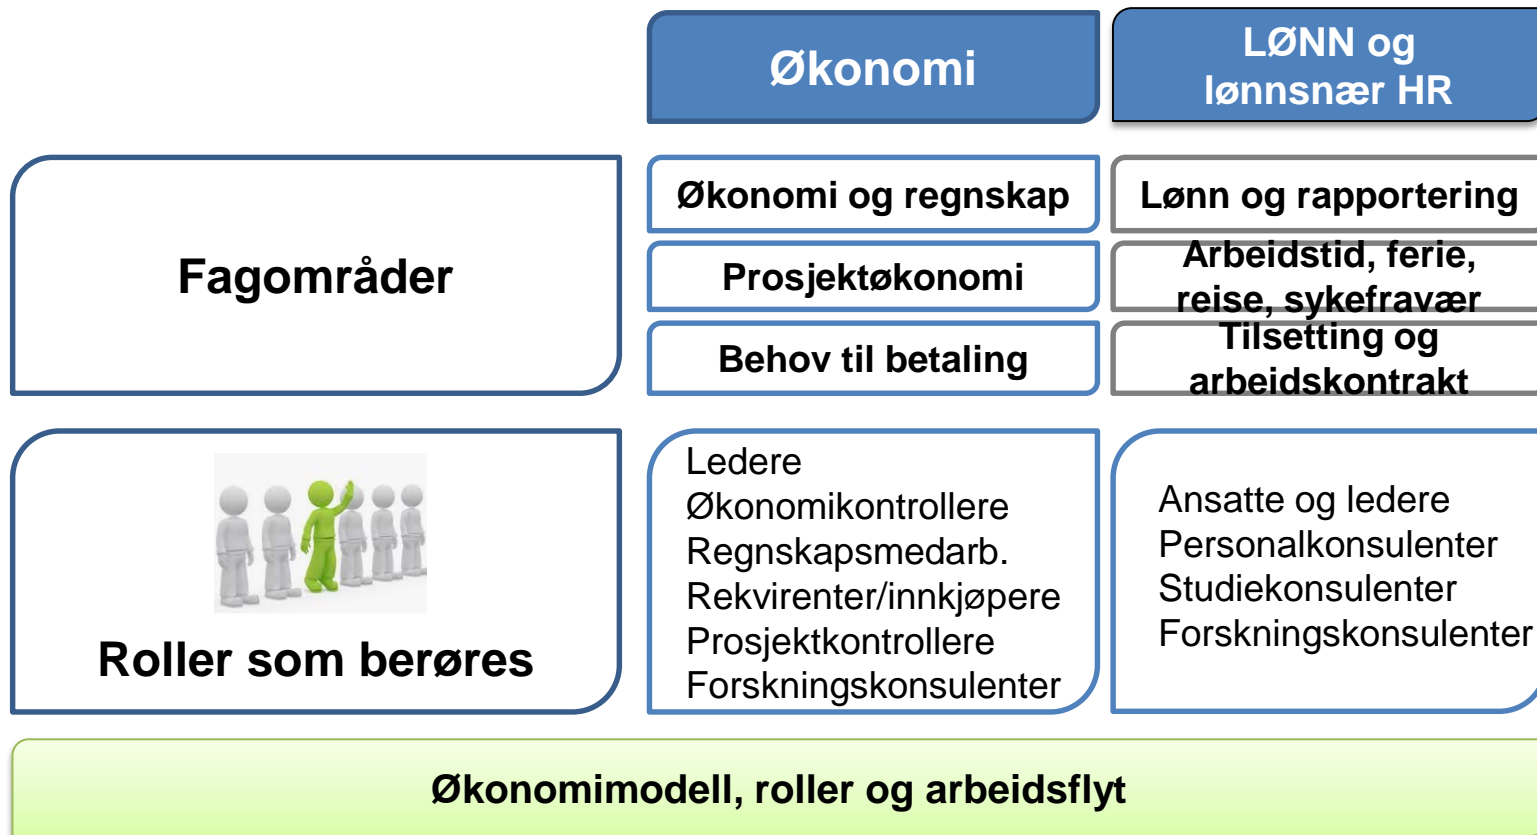 Økonomi
LØNN og
lønnsnær HR
Fagområder
Økonomi og regnskap
Prosjektøkonomi
Behov til betaling
Lønn og rapportering
Arbeidstid, ferie,
reise, sykefravær
Tilsetting og
arbeidskontrakt
Roller som berøres
Ledere
Økonomikontrollere
Regnskapsmedarb.
Rekvirenter/innkjøpere
Prosjektkontrollere
Forskningskonsulenter
Ansatte og ledere
Personalkonsulenter
Studiekonsulenter
Forskningskonsulenter
Økonomimodell, roller og arbeidsflyt